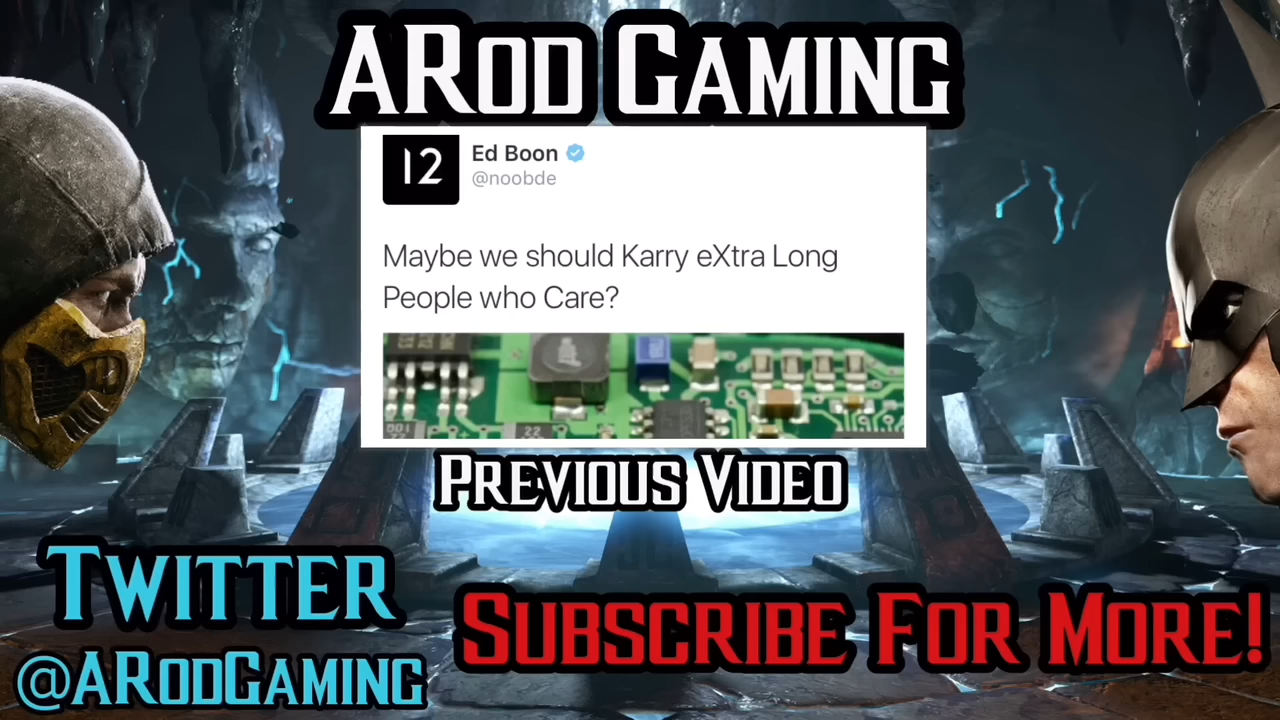 ARod Gaming
12
Ed Boon
@noobde
Maybe we should Karry eXtra Long
People who Care?
22
Previous Video
Twitter
@ARodGaming
Subscribe For More!